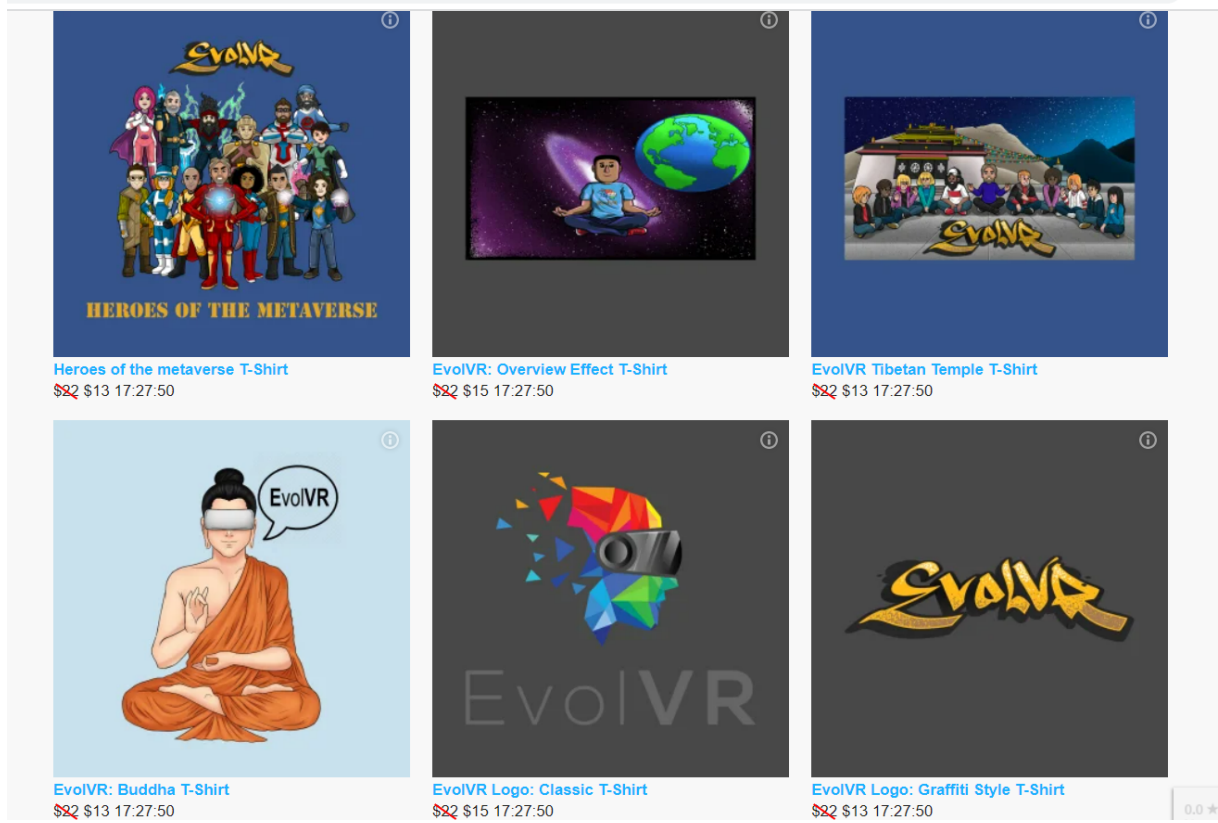 EvolVR
HEROES OF THE METAVERSE
Heroes of the metaverse T-Shirt
$22 $13 17:27:50
EvolVR: Overview Effect T-Shirt
$22 $15 17:27:50
EvolVR
EvolVR Tibetan Temple T-Shirt
$22 $13 17:27:50
EvolVR
EvolVR: Buddha T-Shirt
$22 $13 17:27:50
EvolVR
EvolVR Logo: Classic T-Shirt
$22 $15 17:27:50
EvolVR
EvolVR Logo: Graffiti Style T-Shirt
$22 $13 17:27:50
0.0 ★